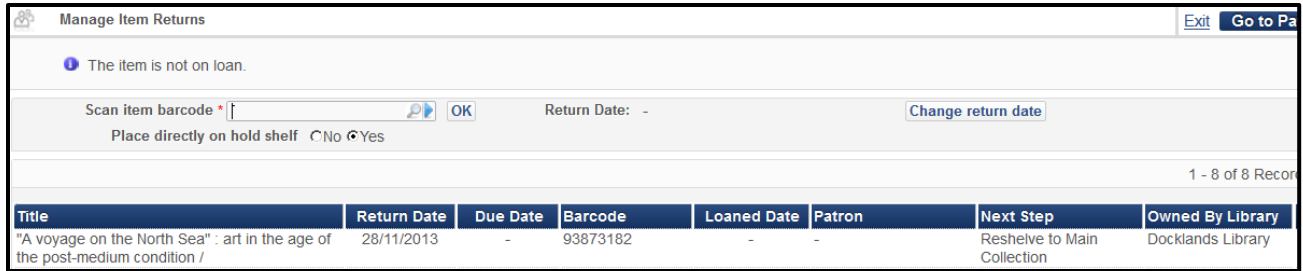 Manage Item Returns
Exit Go to Pa
The item is not on loan.
Scan item barcode * OK Return Date: - Change return date
Place directly on hold shelf No Yes
1 - 8 of 8 Recor
Title Return Date Due Date Barcode Loaned Date Patron Next Step Owned By Library
"A voyage on the North Sea" : art in the age of 28/11/2013 - 93873182 - - Reshelve to Main Docklands Library
the post-medium condition / Collection